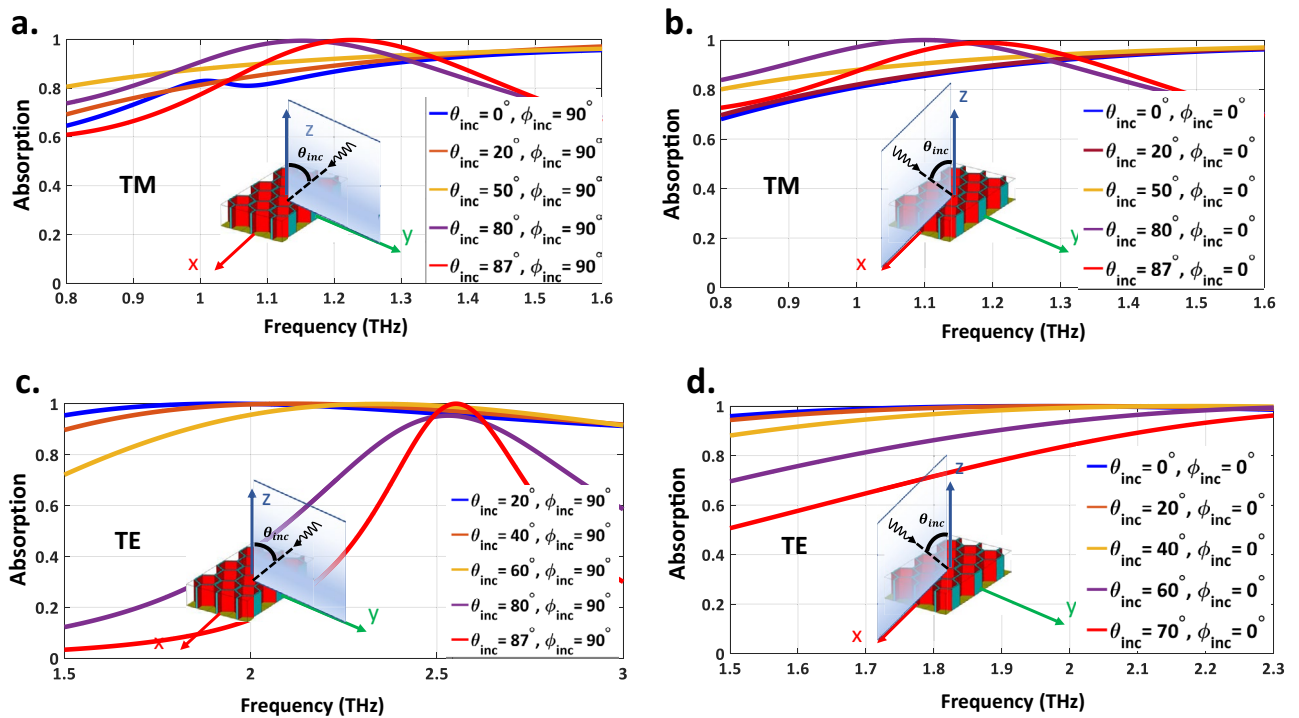 a.
Absorption
1
0.8
0.6
0.4
0.2
0
TM
z
θinc
y
x
θinc = 0°, ϕinc = 90°
θinc = 20°, ϕinc = 90°
θinc = 50°, ϕinc = 90°
θinc = 80°, ϕinc = 90°
θinc = 87°, ϕinc = 90°
0.8 0.9 1 1.1 1.2 1.3 1.4 1.5 1.6
Frequency (THz)
b.
Absorption
1
0.8
0.6
0.4
0.2
0
TM
z
θinc
y
x
θinc = 0°, ϕinc = 0°
θinc = 20°, ϕinc = 0°
θinc = 50°, ϕinc = 0°
θinc = 80°, ϕinc = 0°
θinc = 87°, ϕinc = 0°
0.8 0.9 1 1.1 1.2 1.3 1.4 1.5 1.6
Frequency (THz)
c.
Absorption
1
0.8
0.6
0.4
0.2
0
TE
z
θinc
y
x
θinc = 20°, ϕinc = 90°
θinc = 40°, ϕinc = 90°
θinc = 60°, ϕinc = 90°
θinc = 80°, ϕinc = 90°
θinc = 87°, ϕinc = 90°
1.5 2 2.5 3
Frequency (THz)
d.
Absorption
1
0.8
0.6
0.4
0.2
0
TE
z
θinc
y
x
θinc = 0°, ϕinc = 0°
θinc = 20°, ϕinc = 0°
θinc = 40°, ϕinc = 0°
θinc = 60°, ϕinc = 0°
θinc = 70°, ϕinc = 0°
1.5 1.6 1.7 1.8 1.9 2 2.1 2.2 2.3
Frequency (THz)